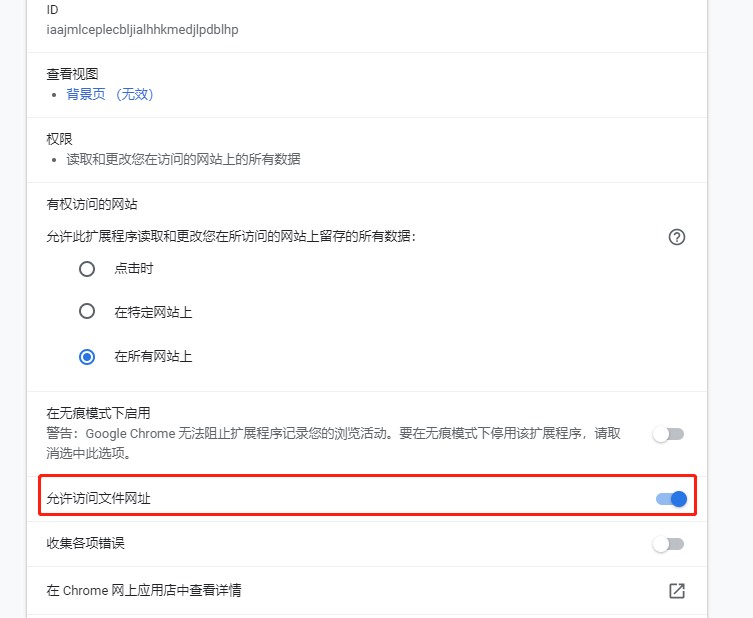 ID
iaajmlceplecbljialhhkmedjlpdblhp
查看视图
背景页 （无效）
权限
读取和更改您在访问的网站上的所有数据
有权访问的网站
允许此扩展程序读取和更改您在所访问的网站上留存的所有数据：
点击时
在特定网站上
在所有网站上
在无痕模式下启用
警告：Google Chrome 无法阻止扩展程序记录您的浏览活动。要在无痕模式下停用该扩展程序，请取
消选中此选项。
允许访问文件网址
收集各项错误
在 Chrome 网上应用店中查看详情